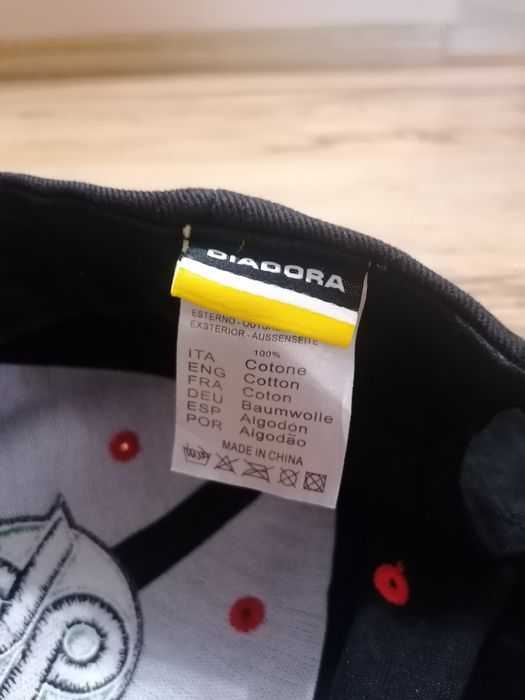 DIADORA
ESTERNO -
EXSTERIOR - AUSSENSEITE
ITA 100% Cotone
ENG Cotton
FRA Coton
DEU Baumwolle
ESP Algodón
POR Algodão
MADE IN CHINA